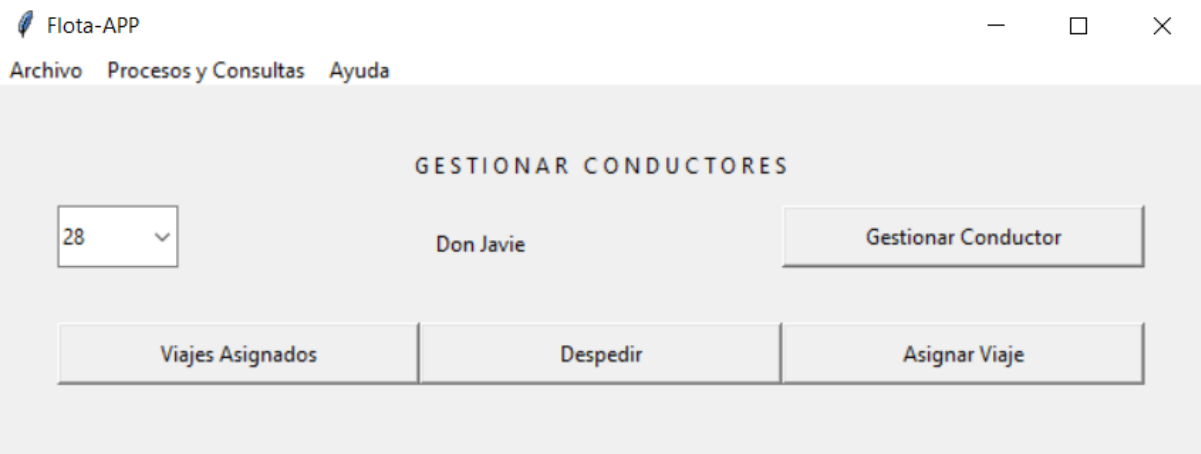 Flota-APP
Archivo Procesos y Consultas Ayuda
GESTIONAR CONDUCTORES
28 Don Javie Gestionar Conductor
Viajes Asignados Despedir Asignar Viaje